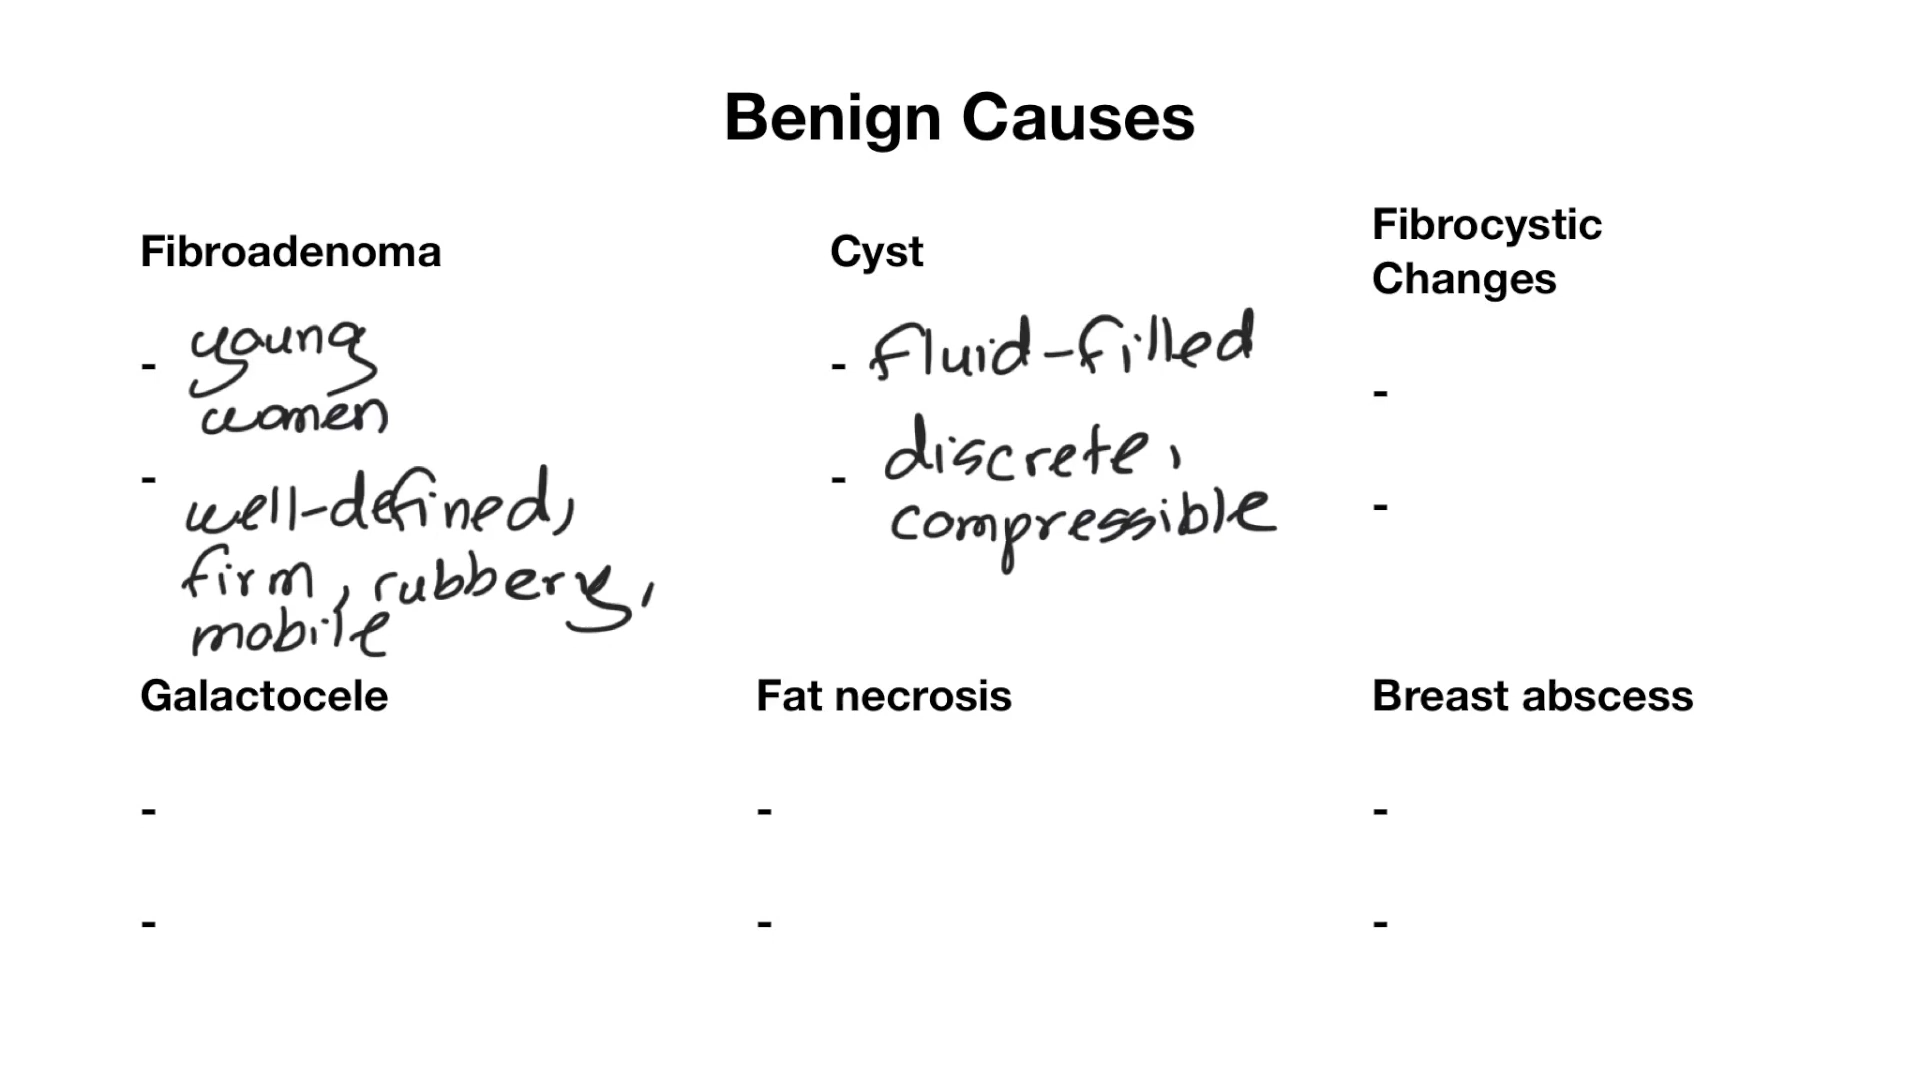 Benign Causes
Fibroadenoma
- young
women
- well-defined,
firm, rubbery,
mobile
Cyst
- fluid-filled
- discrete,
compressible
Fibrocystic
Changes
-
-
Galactocele
-
-
Fat necrosis
-
-
Breast abscess
-
-